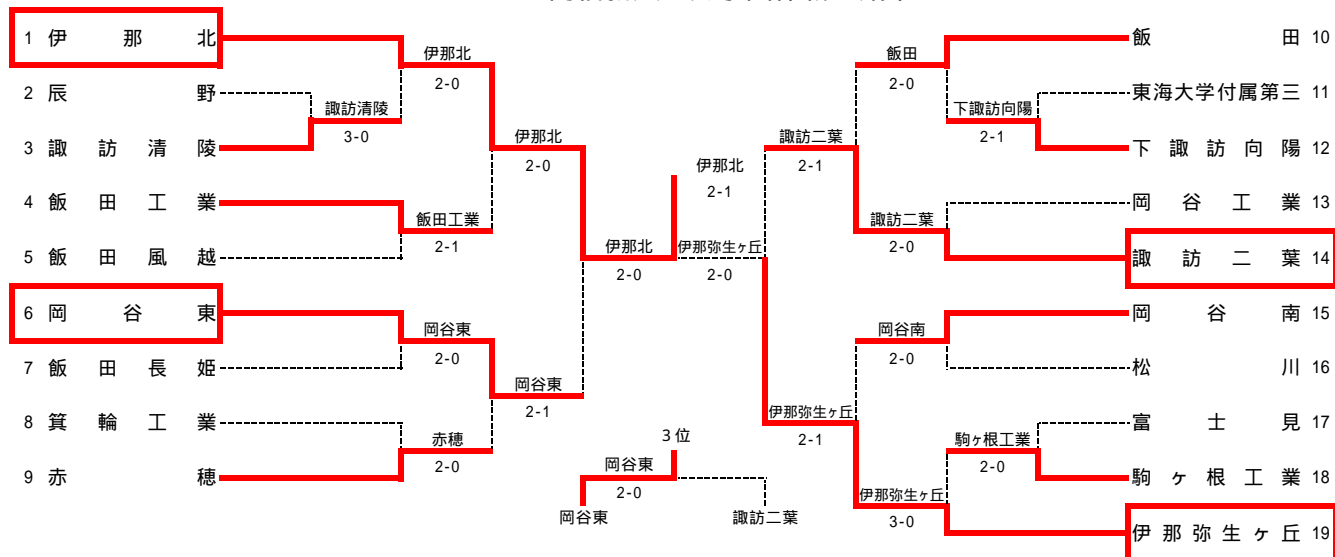 1 伊那北
2 辰野
3 諏訪清陵
4 飯田工業
5 飯田風越
6 岡谷東
7 飯田長姫
8 箕輪工業
9 赤穂
諏訪清陵
3-0
伊那北
2-0
飯田工業
2-1
岡谷東
2-0
赤穂
2-0
伊那北
2-0
岡谷東
2-1
伊那北
2-0
伊那北
2-1
伊那弥生ヶ丘
2-0
諏訪二葉
2-1
伊那弥生ヶ丘
2-1
飯田
2-0
諏訪二葉
2-0
岡谷南
2-0
伊那弥生ヶ丘
3-0
下諏訪向陽
2-1
駒ヶ根工業
2-0
飯田 10
東海大学付属第三 11
下諏訪向陽 12
岡谷工業 13
諏訪二葉 14
岡谷南 15
松川 16
富士見 17
駒ヶ根工業 18
伊那弥生ヶ丘 19
3位
岡谷東
2-0
岡谷東
諏訪二葉